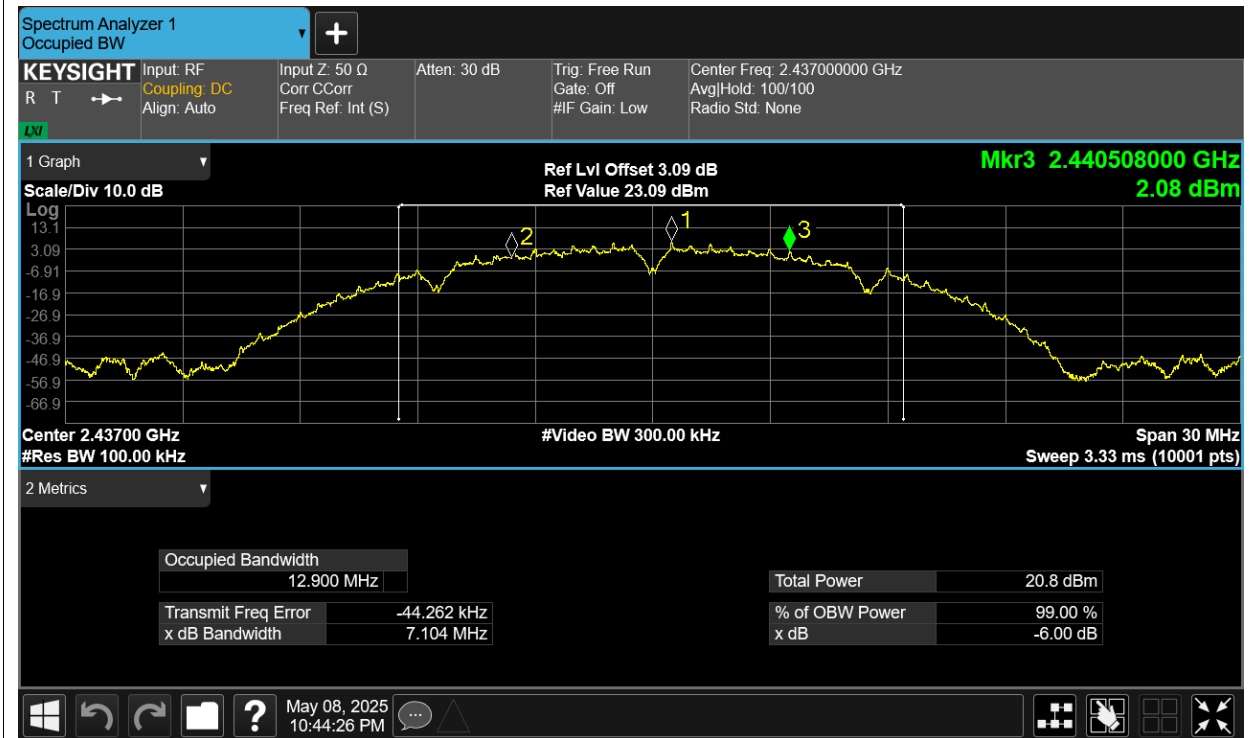 Spectrum Analyzer 1
Occupied BW
KEYSIGHT
R T
LXI
Input: RF
Coupling: DC
Align: Auto
Input Z: 50 Ω
Corr CCorr
Freq Ref: Int (S)
Atten: 30 dB
Trig: Free Run
Gate: Off
#IF Gain: Low
Center Freq: 2.437000000 GHz
Avg|Hold: 100/100
Radio Std: None
1 Graph
Scale/Div 10.0 dB
Ref Lvl Offset 3.09 dB
Ref Value 23.09 dBm
Mkr3 2.440508000 GHz
2.08 dBm
Log
13.1
3.09
-6.91
-16.9
-26.9
-36.9
-46.9
-56.9
-66.9
2
1
3
Center 2.43700 GHz
#Video BW 300.00 kHz
Span 30 MHz
#Res BW 100.00 kHz
Sweep 3.33 ms (10001 pts)
2 Metrics
Occupied Bandwidth
12.900 MHz
Total Power 20.8 dBm
Transmit Freq Error -44.262 kHz
% of OBW Power 99.00 %
x dB Bandwidth 7.104 MHz
x dB -6.00 dB
?
May 08, 2025
10:44:26 PM